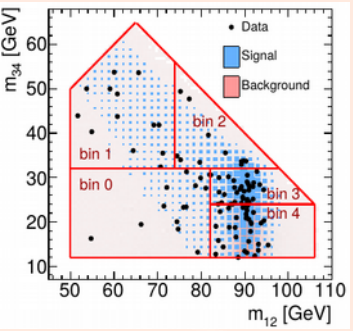 m34 [GeV]
60
50
40
30
20
10
Data
Signal
Background
bin 2
bin 1
bin 0
bin 3
bin 4
50 60 70 80 90 100 110
m12 [GeV]